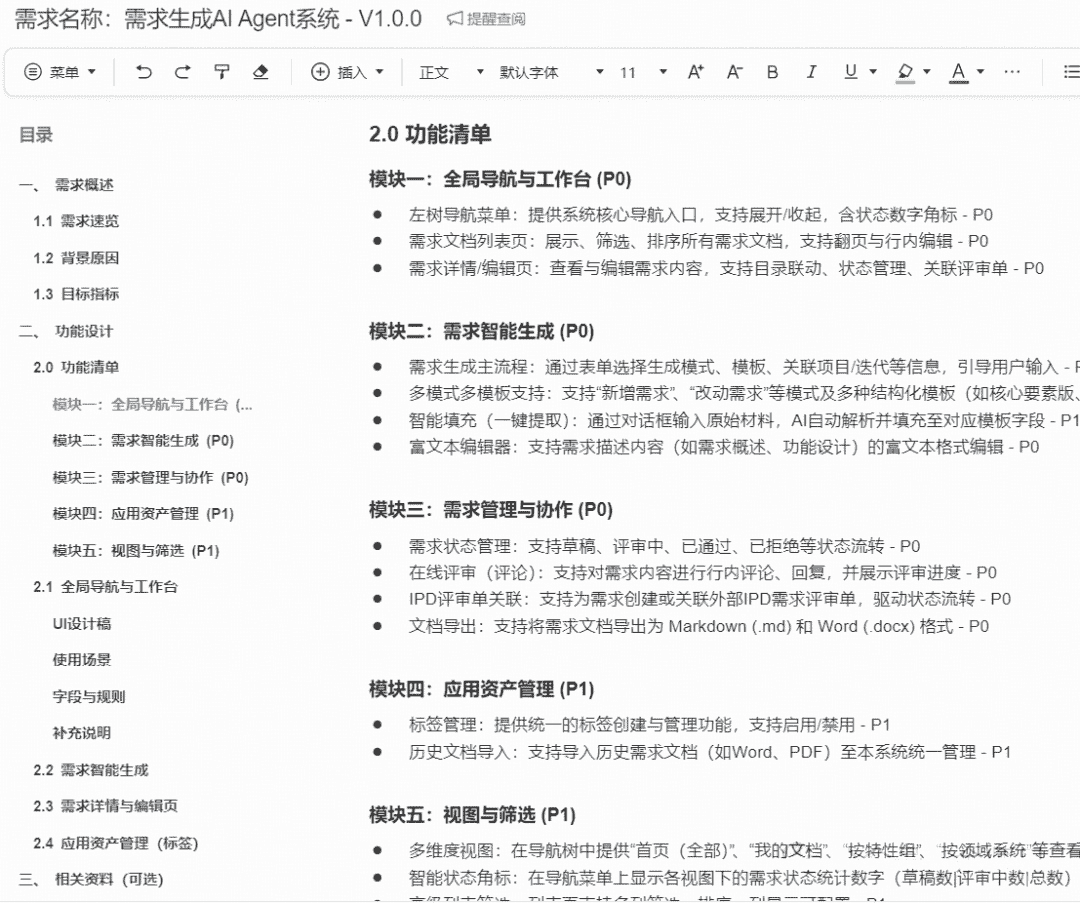 需求名称：需求生成AI Agent系统 - V1.0.0 提醒查阅
菜单 插入 正文 默认字体 11 A+ A- B I U A ···
目录
一、 需求概述
1.1 需求速览
1.2 背景原因
1.3 目标指标
二、 功能设计
2.0 功能清单
模块一：全局导航与工作台 (...
模块二：需求智能生成 (P0)
模块三：需求管理与协作 (P0)
模块四：应用资产管理 (P1)
模块五：视图与筛选 (P1)
2.1 全局导航与工作台
UI设计稿
使用场景
字段与规则
补充说明
2.2 需求智能生成
2.3 需求详情与编辑页
2.4 应用资产管理（标签）
三、 相关资料（可选）
2.0 功能清单
模块一：全局导航与工作台 (P0)
● 左树导航菜单：提供系统核心导航入口，支持展开/收起，含状态数字角标 - P0
● 需求文档列表页：展示、筛选、排序所有需求文档，支持翻页与行内编辑 - P0
● 需求详情/编辑页：查看与编辑需求内容，支持目录联动、状态管理、关联评审单 - P0
模块二：需求智能生成 (P0)
● 需求生成主流程：通过表单选择生成模式、模板、关联项目/迭代等信息，引导用户输入 -
● 多模式多模板支持：支持“新增需求”、“改动需求”等模式及多种结构化模板（如核心要素版、
● 智能填充（一键提取）：通过对话框输入原始材料，AI自动解析并填充至对应模板字段 - P1
● 富文本编辑器：支持需求描述内容（如需求概述、功能设计）的富文本格式编辑 - P0
模块三：需求管理与协作 (P0)
● 需求状态管理：支持草稿、评审中、已通过、已拒绝等状态流转 - P0
● 在线评审（评论）：支持对需求内容进行行内评论、回复，并展示评审进度 - P0
● IPD评审单关联：支持为需求创建或关联外部IPD需求评审单，驱动状态流转 - P0
● 文档导出：支持将需求文档导出为 Markdown (.md) 和 Word (.docx) 格式 - P0
模块四：应用资产管理 (P1)
● 标签管理：提供统一的标签创建与管理功能，支持启用/禁用 - P1
● 历史文档导入：支持导入历史需求文档（如Word、PDF）至本系统统一管理 - P1
模块五：视图与筛选 (P1)
● 多维度视图：在导航树中提供“首页（全部）”、“我的文档”、“按特性组”、“按领域系统”等查看
● 智能状态角标：在导航菜单上显示各视图下的需求状态统计数字（草稿数|评审中数|总数）